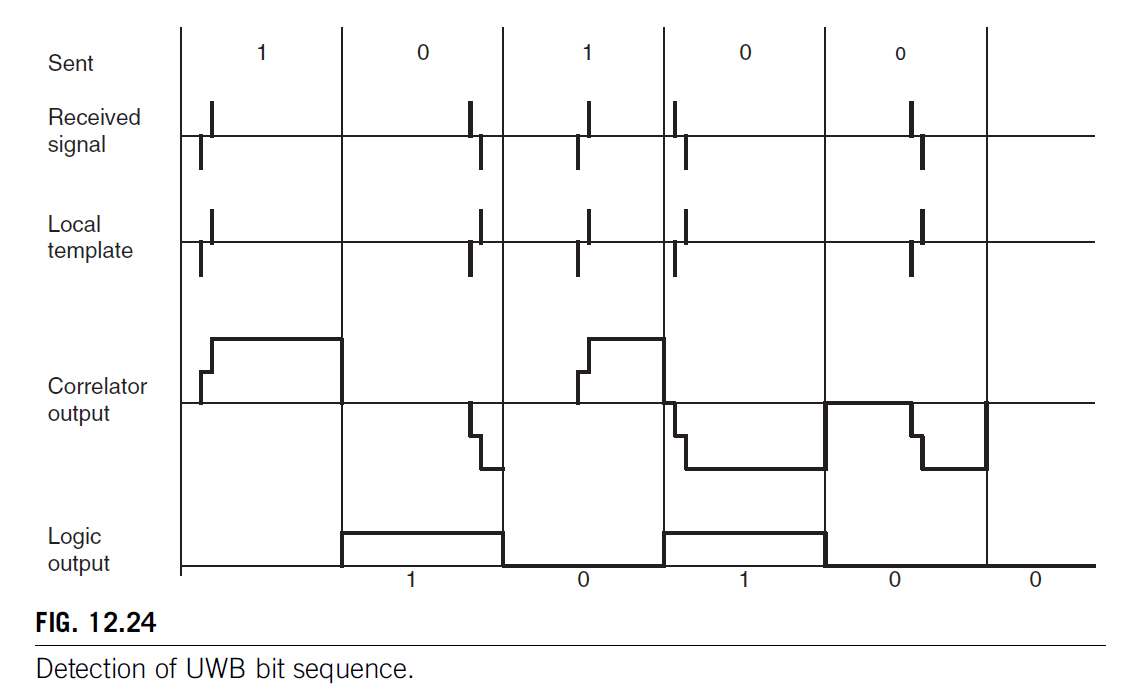 Sent 1 0 1 0 0
Received
signal
Local
template
Correlator
output
Logic
output
1 0 1 0 0
FIG. 12.24
Detection of UWB bit sequence.